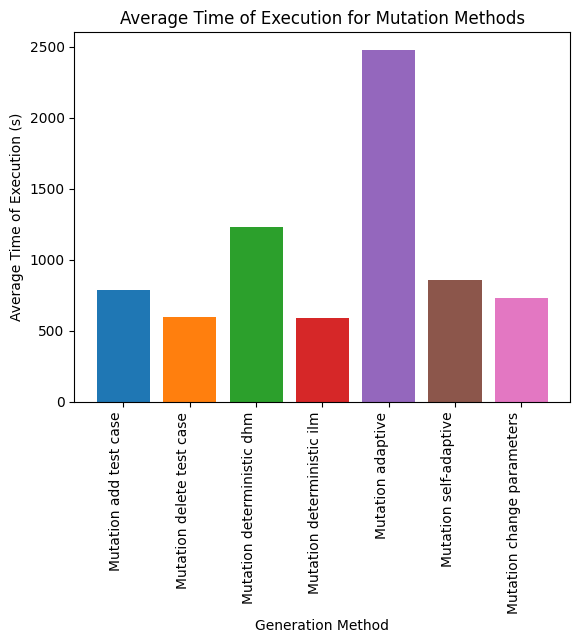 Average Time of Execution for Mutation Methods
Average Time of Execution (s)
2500
2000
1500
1000
500
0
Mutation add test case
Mutation delete test case
Mutation deterministic dhm
Mutation deterministic ilm
Mutation adaptive
Mutation self-adaptive
Mutation change parameters
Generation Method